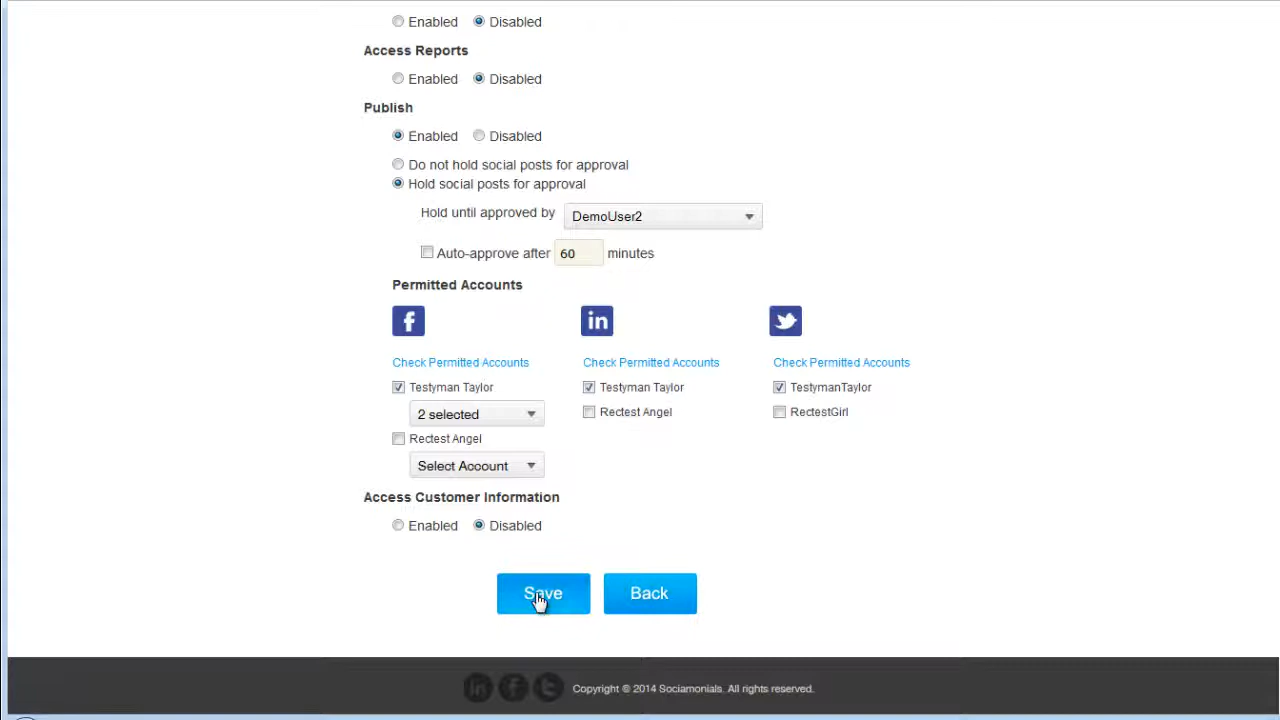 Enabled Disabled
Access Reports
Enabled Disabled
Publish
Enabled Disabled
Do not hold social posts for approval
Hold social posts for approval
Hold until approved by DemoUser2
Auto-approve after 60 minutes
Permitted Accounts
f in
Check Permitted Accounts Check Permitted Accounts Check Permitted Accounts
Testyman Taylor Testyman Taylor TestymanTaylor
2 selected Rectest Angel RectestGirl
Rectest Angel
Select Account
Access Customer Information
Enabled Disabled
Save Back
in f t Copyright © 2014 Sociamonials. All rights reserved.